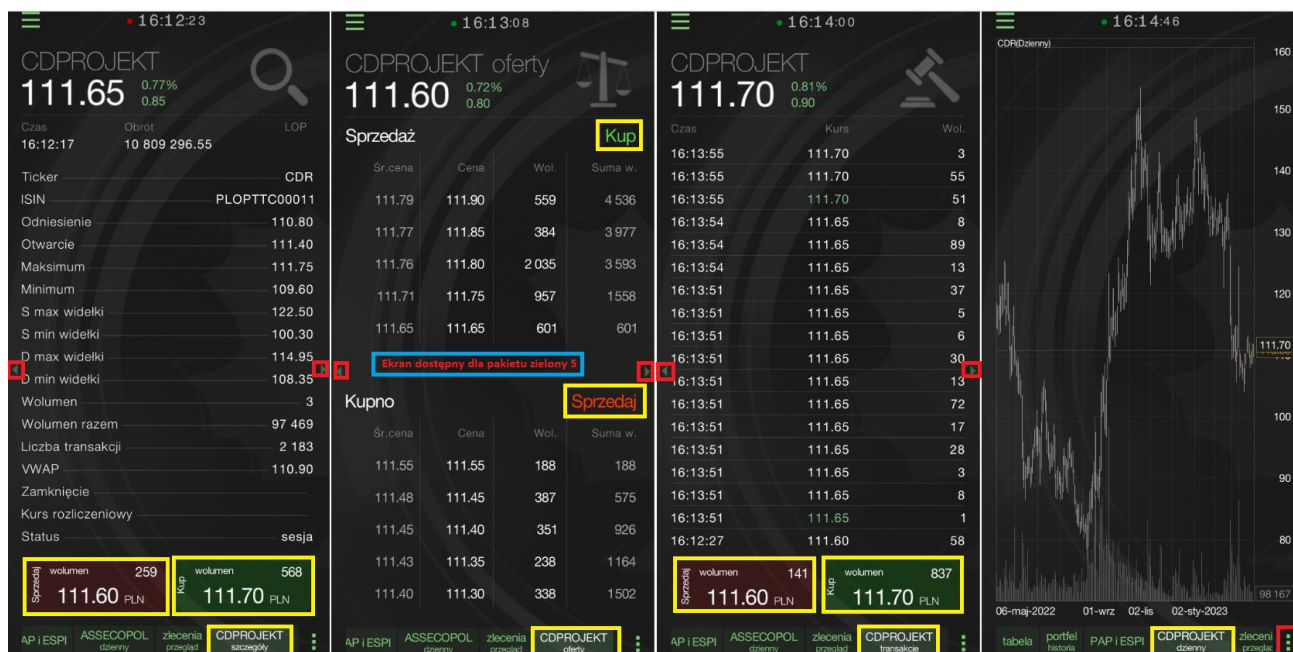 16:12:23
CDPROJEKT
111.65 0.77%
0.85
Czas Obrót LOP
16:12:17 10 809 296.55
Ticker CDR
ISIN PLOPTTC00011
Odniesienie 110.80
Otwarcie 111.40
Maksimum 111.75
Minimum 109.60
S max widełki 122.50
S min widełki 100.30
D max widełki 114.95
D min widełki 108.35
Wolumen 3
Wolumen razem 97 469
Liczba transakcji 2 183
VWAP 110.90
Zamknięcie
Kurs rozliczeniowy
Status sesja
Sprzedaj wolumen 259
111.60 PLN
Kup wolumen 568
111.70 PLN
AP i ESPI ASSECOPOL dzienny zlecenia przegląd CDPROJEKT szczegóły
16:13:08
CDPROJEKT oferty
111.60 0.72%
0.80
Sprzedaż Kup
Śr.cena Cena Wol. Suma w.
111.79 111.90 559 4 536
111.77 111.85 384 3 977
111.76 111.80 2 035 3 593
111.71 111.75 957 1 558
111.65 111.65 601 601
Ekran dostępny dla pakietu zielony 5
Kupno Sprzedaj
Śr.cena Cena Wol. Suma w.
111.55 111.55 188 188
111.48 111.45 387 575
111.45 111.40 351 926
111.43 111.35 238 1 164
111.40 111.30 338 1 502
AP i ESPI ASSECOPOL dzienny zlecenia przegląd CDPROJEKT oferty
16:14:00
CDPROJEKT
111.70 0.81%
0.90
Czas Kurs Wol.
16:13:55 111.70 3
16:13:55 111.70 55
16:13:55 111.70 51
16:13:54 111.65 8
16:13:54 111.65 89
16:13:54 111.65 13
16:13:51 111.65 37
16:13:51 111.65 5
16:13:51 111.65 6
16:13:51 111.65 30
16:13:51 111.65 13
16:13:51 111.65 72
16:13:51 111.65 17
16:13:51 111.65 28
16:13:51 111.65 3
16:13:51 111.65 8
16:13:51 111.65 1
16:12:27 111.60 58
Sprzedaj wolumen 141
111.60 PLN
Kup wolumen 837
111.70 PLN
AP i ESPI ASSECOPOL dzienny zlecenia przegląd CDPROJEKT transakcje
16:14:46
CDR(Dzienny)
160
150
140
130
120
111.70
100
90
80
98 167
06-maj-2022 01-wrz 02-lis 02-sty-2023
tabela portfel historia PAP i ESPI CDPROJEKT dzienny zleceni przegląd